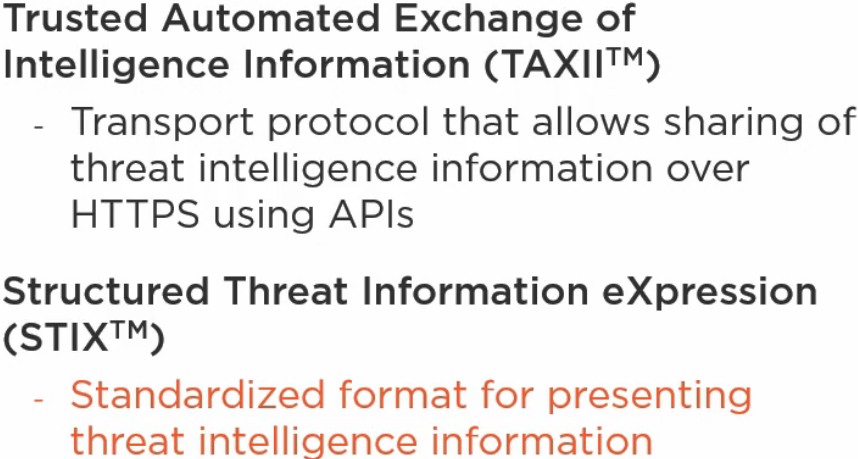 Trusted Automated Exchange of
Intelligence Information (TAXII™)
- Transport protocol that allows sharing of
threat intelligence information over
HTTPS using APIs
Structured Threat Information eXpression
(STIX™)
- Standardized format for presenting
threat intelligence information